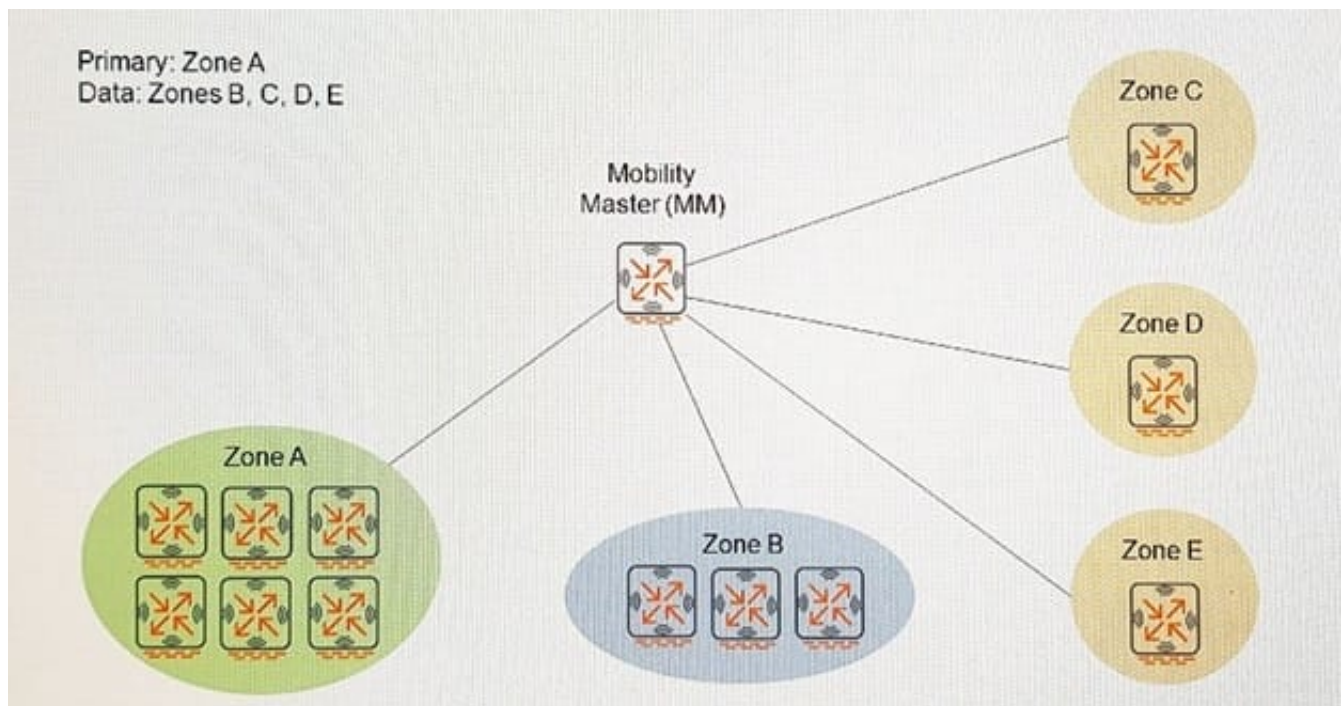 Primary: Zone A
Data: Zones B, C, D, E
Mobility
Master (MM)
Zone C
Zone D
Zone A
Zone B
Zone E